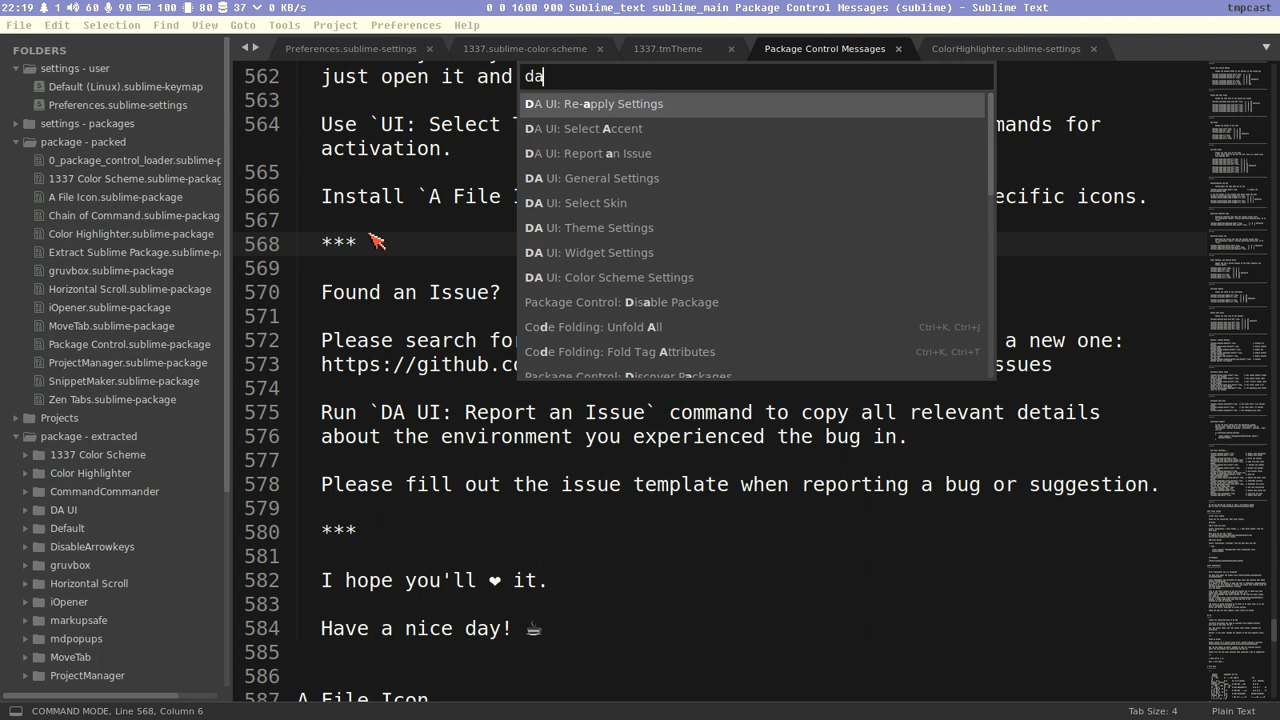 22:19 1 60 90 100 80 37 0 KB/s 0 0 1600 900 Sublime_text sublime_main Package Control Messages (sublime) - Sublime Text tmpcast
File Edit Selection Find View Goto Tools Project Preferences Help
FOLDERS
settings - user
Default (Linux).sublime-keymap
Preferences.sublime-settings
settings - packages
package - packed
0_package_control_loader.sublime-p
1337 Color Scheme.sublime-packag
A File Icon.sublime-package
Chain of Command.sublime-packag
Color Highlighter.sublime-package
Extract Sublime Package.sublime-p
gruvbox.sublime-package
Horizontal Scroll.sublime-package
iOpener.sublime-package
MoveTab.sublime-package
Package Control.sublime-package
ProjectManager.sublime-package
SnippetMaker.sublime-package
Zen Tabs.sublime-package
Projects
package - extracted
1337 Color Scheme
Color Highlighter
CommandCommander
DA UI
Default
DisableArrowkeys
gruvbox
Horizontal Scroll
iOpener
markupsafe
mdpopups
MoveTab
ProjectManager
Preferences.sublime-settings 1337.sublime-color-scheme 1337.tmTheme Package Control Messages ColorHighlighter.sublime-settings
da
DA UI: Re-apply Settings
DA UI: Select Accent
DA UI: Report an Issue
DA UI: General Settings
DA UI: Select Skin
DA UI: Theme Settings
DA UI: Widget Settings
DA UI: Color Scheme Settings
Package Control: Disable Package
Code Folding: Unfold All Ctrl+K, Ctrl+J
Code Folding: Fold Tag Attributes Ctrl+K, Ctrl+T
Package Control: Discover Packages
562 just open it and
563
564 Use `UI: Select mands for
activation.
565
566 Install `A File ecific icons.
567
568 ***
569
570 Found an Issue?
571
572 Please search fo a new one:
573 https://github.co ssues
574
575 Run `DA UI: Report an Issue` command to copy all relevant details
576 about the environment you experienced the bug in.
577
578 Please fill out the issue template when reporting a bug or suggestion.
579
580 ***
581
582 I hope you'll ❤ it.
583
584 Have a nice day! ☕
585
586
587 A File Icon
COMMAND MODE, Line 568, Column 6 Tab Size: 4 Plain Text